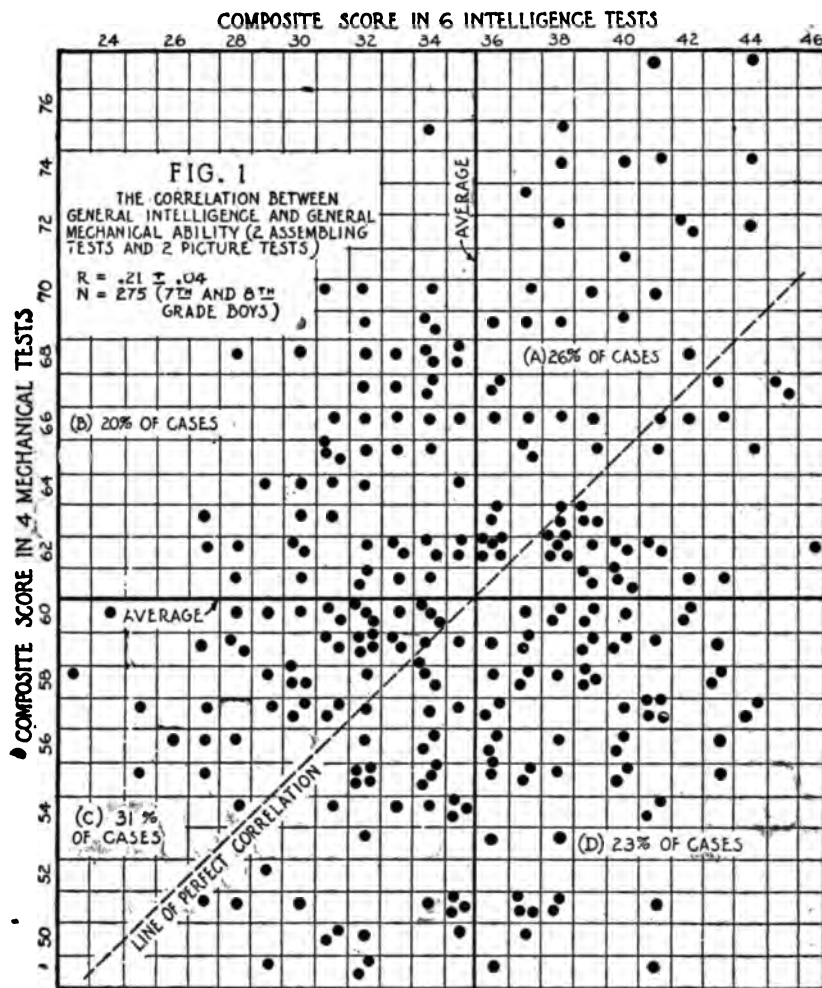 COMPOSITE SCORE IN 6 INTELLIGENCE TESTS
24 26 28 30 32 34 36 38 40 42 44 46
COMPOSITE SCORE IN 4 MECHANICAL TESTS
76
74
72
70
68
66
64
62
60
58
56
54
52
50
FIG. 1
THE CORRELATION BETWEEN
GENERAL INTELLIGENCE AND GENERAL
MECHANICAL ABILITY (2 ASSEMBLING
TESTS AND 2 PICTURE TESTS)
R = .21 ± .04
N = 275 (7TH AND 8TH
GRADE BOYS)
AVERAGE
(A) 26% OF CASES
(B) 20% OF CASES
AVERAGE
LINE OF PERFECT CORRELATION
(C) 31%
OF CASES
(D) 23% OF CASES